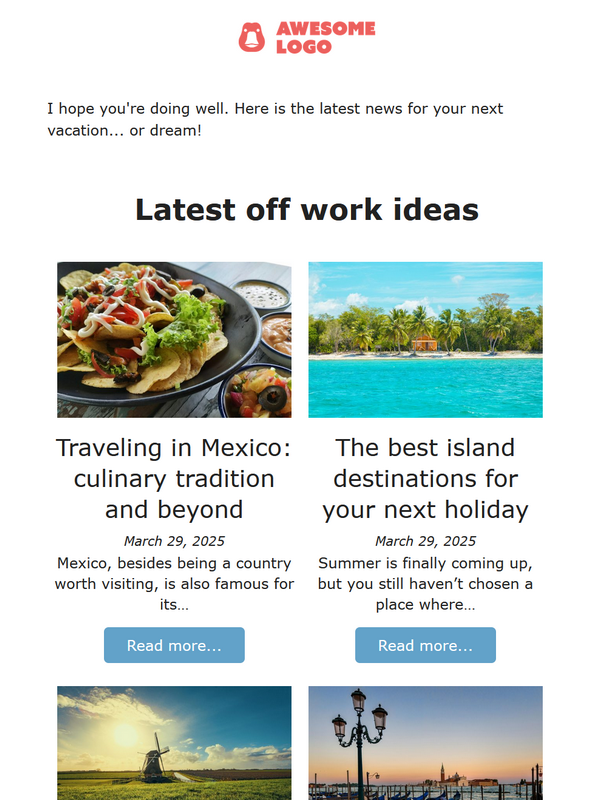 AWESOME
LOGO
I hope you're doing well. Here is the latest news for your next
vacation... or dream!
Latest off work ideas
Traveling in Mexico:
culinary tradition
and beyond
March 29, 2025
Mexico, besides being a country
worth visiting, is also famous for
its…
Read more...
The best island
destinations for
your next holiday
March 29, 2025
Summer is finally coming up,
but you still haven’t chosen a
place where…
Read more...